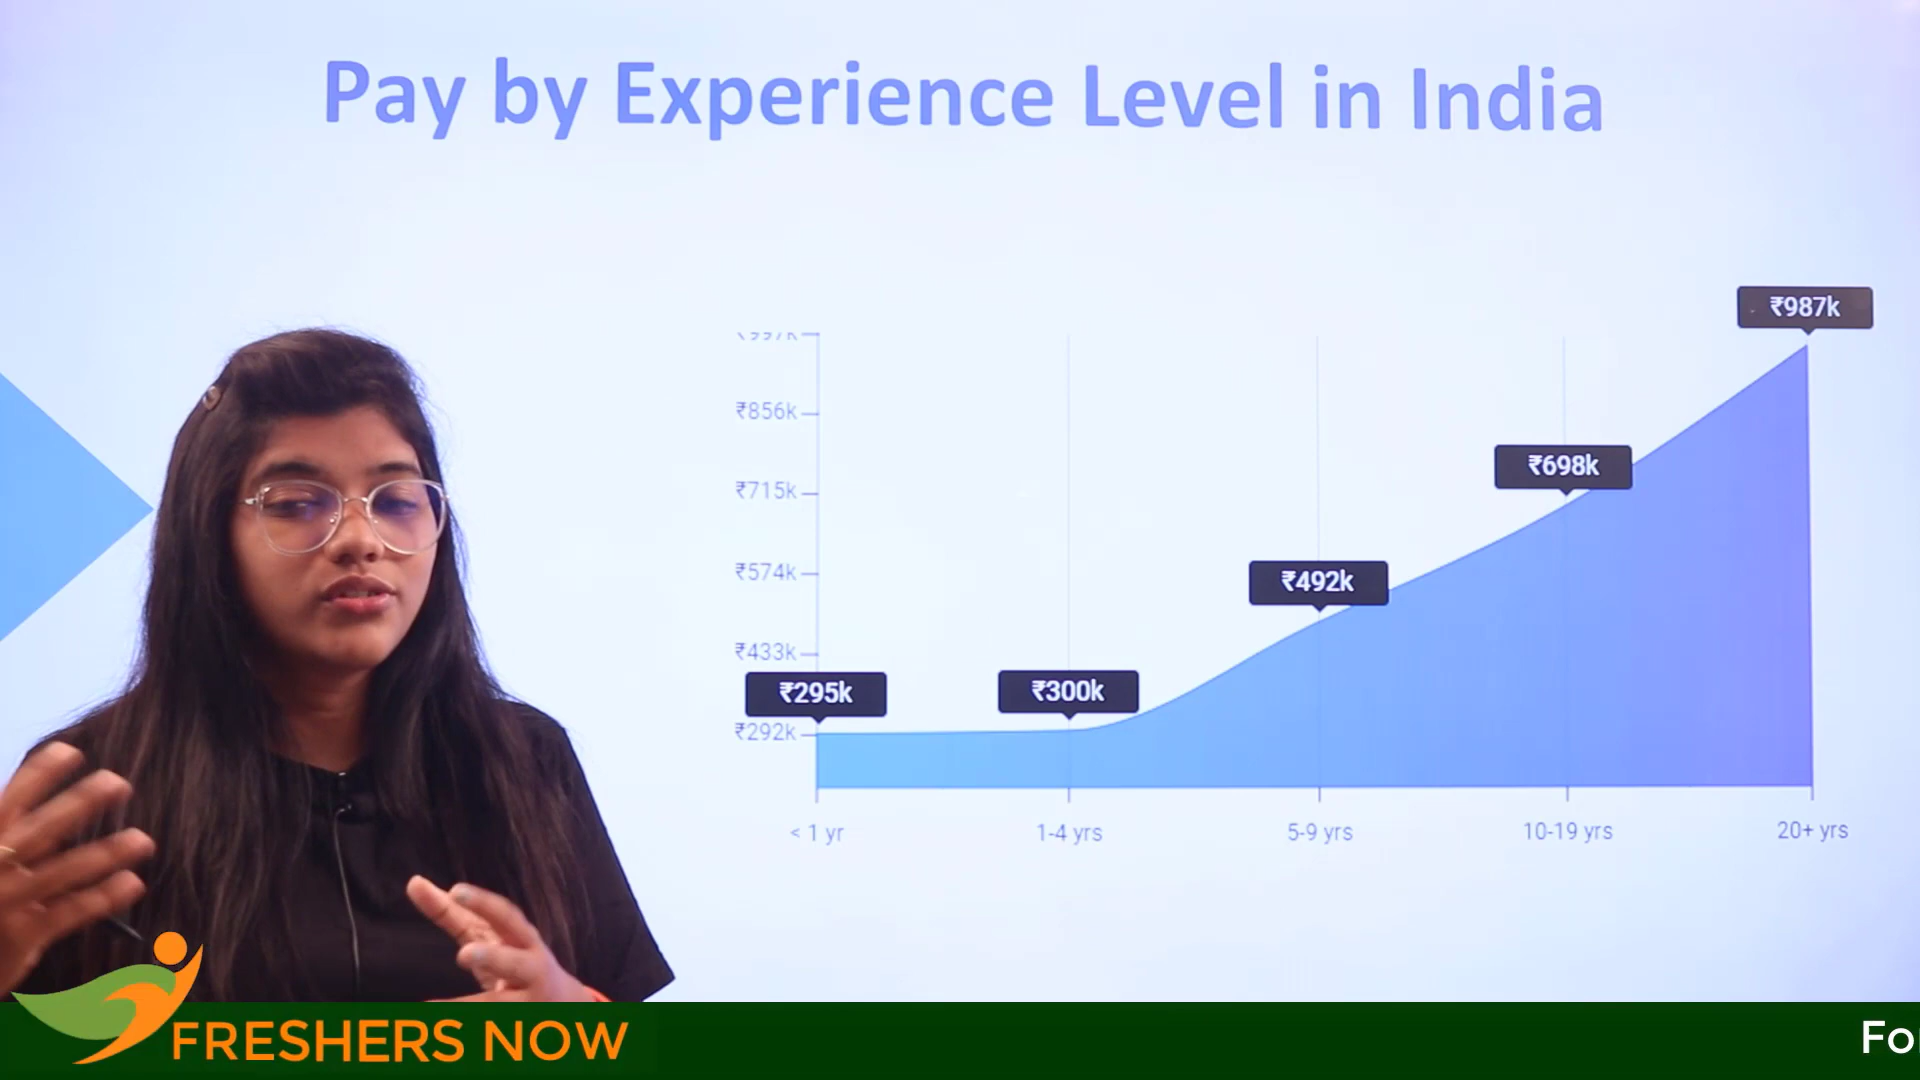 Pay by Experience Level in India
₹987k
₹856k
₹698k
₹715k
₹574k
₹492k
₹433k
₹295k
₹300k
₹292k
< 1 yr
1-4 yrs
5-9 yrs
10-19 yrs
20+ yrs
FRESHERS NOW